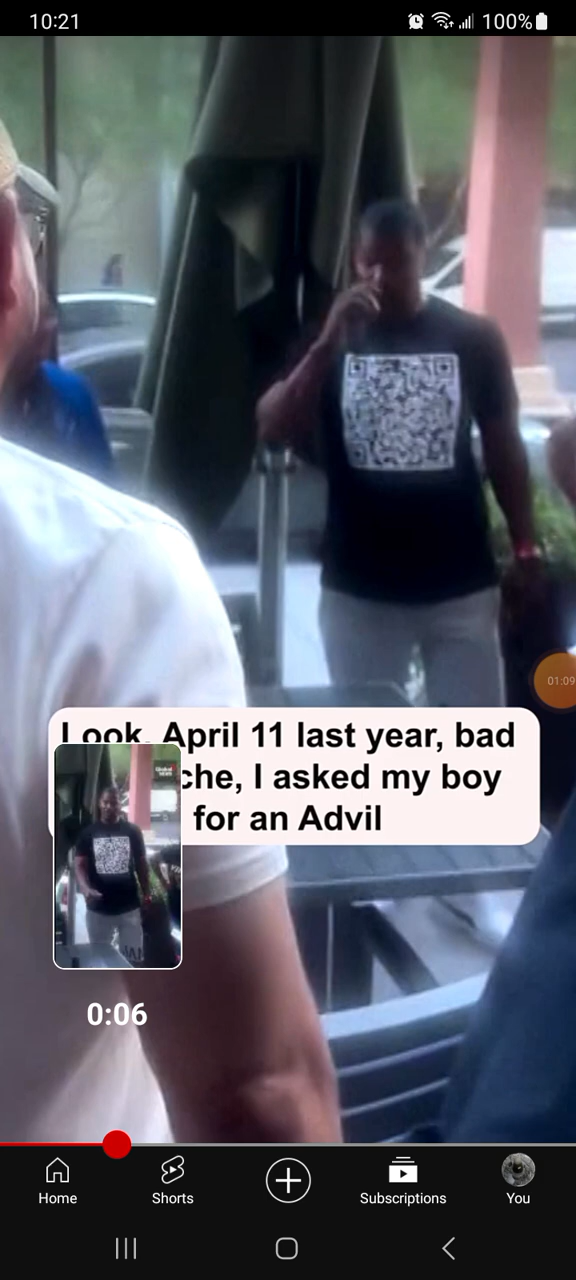 10:21
100%
01:09
Look, April 11 last year, bad
che, I asked my boy
for an Advil
0:06
Home
Shorts
Subscriptions
You